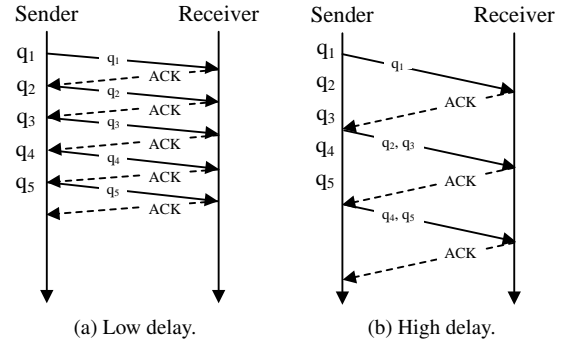 Sender Receiver
q1 q1
ACK
q2 q2
ACK
q3 q3
ACK
q4 q4
ACK
q5 q5
ACK
(a) Low delay.
Sender Receiver
q1
q1
q2
ACK
q3
q2, q3
q4
q5
ACK
q4, q5
ACK
(b) High delay.